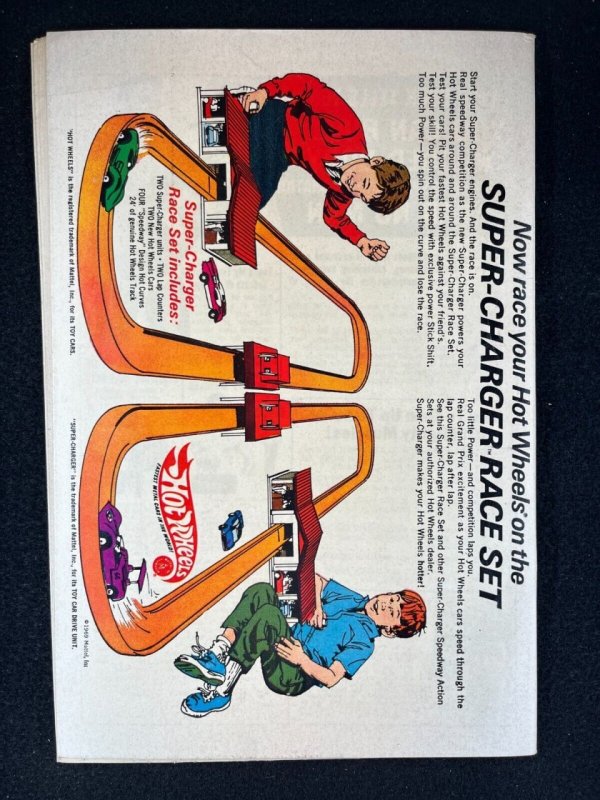 Now race your Hot Wheels® on the
SUPER-CHARGER™ RACE SET
Start your Super-Charger engines. And the race is on.
Real speedway competition as the new Super-Charger powers your
Hot Wheels cars around and around the Super-Charger Race Set.
Test your cars! Pit your fastest Hot Wheels against your friend's.
Test your skill! You control the speed with exclusive power Stick Shift.
Too much Power—you spin out on the curve and lose the race.
Too little Power—and competition laps you.
Real Grand Prix excitement as your Hot Wheels cars speed through the
lap counter, lap after lap.
See this Super-Charger Race Set and other Super-Charger Speedway Action
Sets at your authorized Hot Wheels dealer.
Super-Charger makes your Hot Wheels hotter!
Super-Charger
Race Set includes:
TWO Super-Charger units • TWO Lap Counters
TWO New Hot Wheels Cars
FOUR "Speedway" Design Hot Curves
24' of genuine Hot Wheels Track
HOT WHEELS
FASTEST METAL CARS IN THE WORLD!
"HOT WHEELS" is the registered trademark of Mattel, Inc., for its TOY CARS.
"SUPER-CHARGER" is the trademark of Mattel, Inc., for its TOY CAR DRIVE UNIT.
©1969 Mattel, Inc